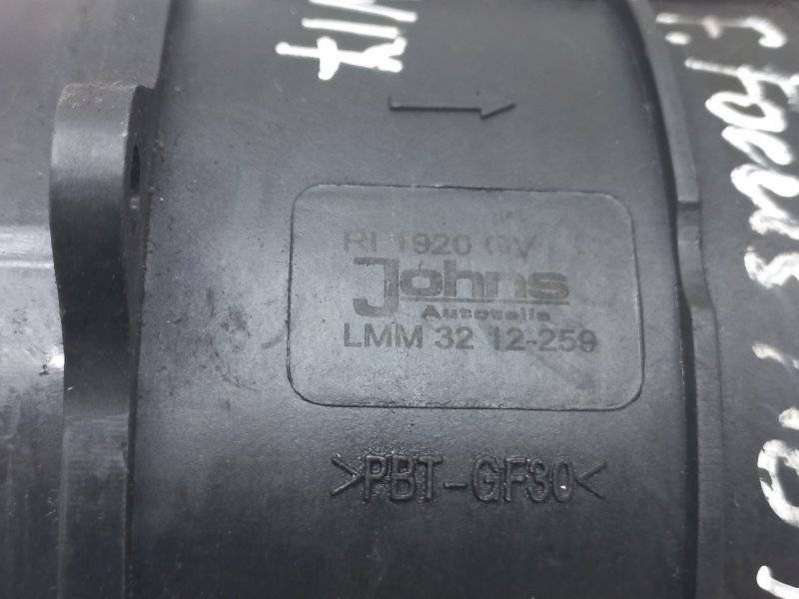 RI 1920 GV
Johns
Autoteile
LMM 32 12-259
>PBT-GF30<